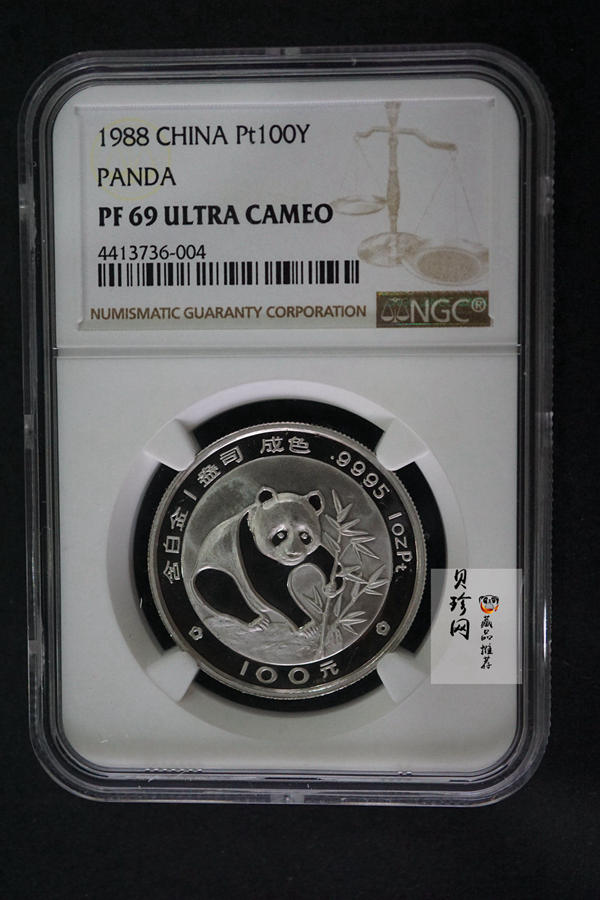 1988 CHINA Pt100Y
PANDA
PF 69 ULTRA CAMEO
4413736-004
NUMISMATIC GUARANTY CORPORATION
NGC®
含白金1盎司 成色 .9995 1ozPt
100元
贝珍网
藏品推荐